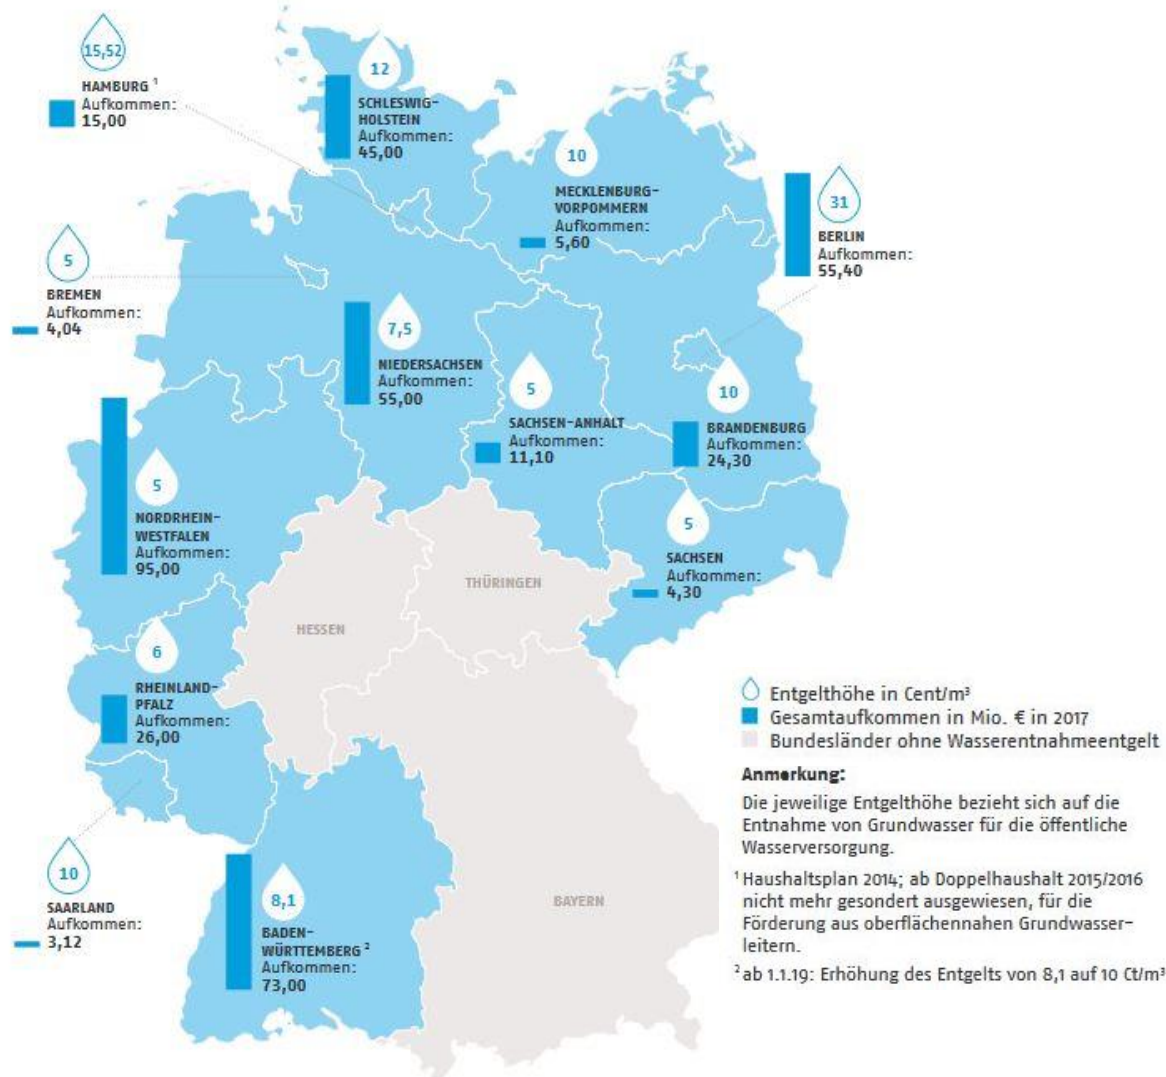 15,52
HAMBURG ¹
Aufkommen:
15,00
12
SCHLESWIG-
HOLSTEIN
Aufkommen:
45,00
10
MECKLENBURG-
VORPOMMERN
Aufkommen:
5,60
31
BERLIN
Aufkommen:
55,40
5
BREMEN
Aufkommen:
4,04
7,5
NIEDERSACHSEN
Aufkommen:
55,00
5
SACHSEN-ANHALT
Aufkommen:
11,10
10
BRANDENBURG
Aufkommen:
24,30
5
NORDRHEIN-
WESTFALEN
Aufkommen:
95,00
5
SACHSEN
Aufkommen:
4,30
THÜRINGEN
HESSEN
6
RHEINLAND-
PFALZ
Aufkommen:
26,00
10
SAARLAND
Aufkommen:
3,12
8,1
BADEN-
WÜRTTEMBERG ²
Aufkommen:
73,00
BAYERN
Entgelthöhe in Cent/m³
Gesamtaufkommen in Mio. € in 2017
Bundesländer ohne Wasserentnahmeentgelt
Anmerkung:
Die jeweilige Entgelthöhe bezieht sich auf die
Entnahme von Grundwasser für die öffentliche
Wasserversorgung.
¹ Haushaltsplan 2014; ab Doppelhaushalt 2015/2016
nicht mehr gesondert ausgewiesen, für die
Förderung aus oberflächennahen Grundwasser-
leitern.
² ab 1.1.19: Erhöhung des Entgelts von 8,1 auf 10 Ct/m³